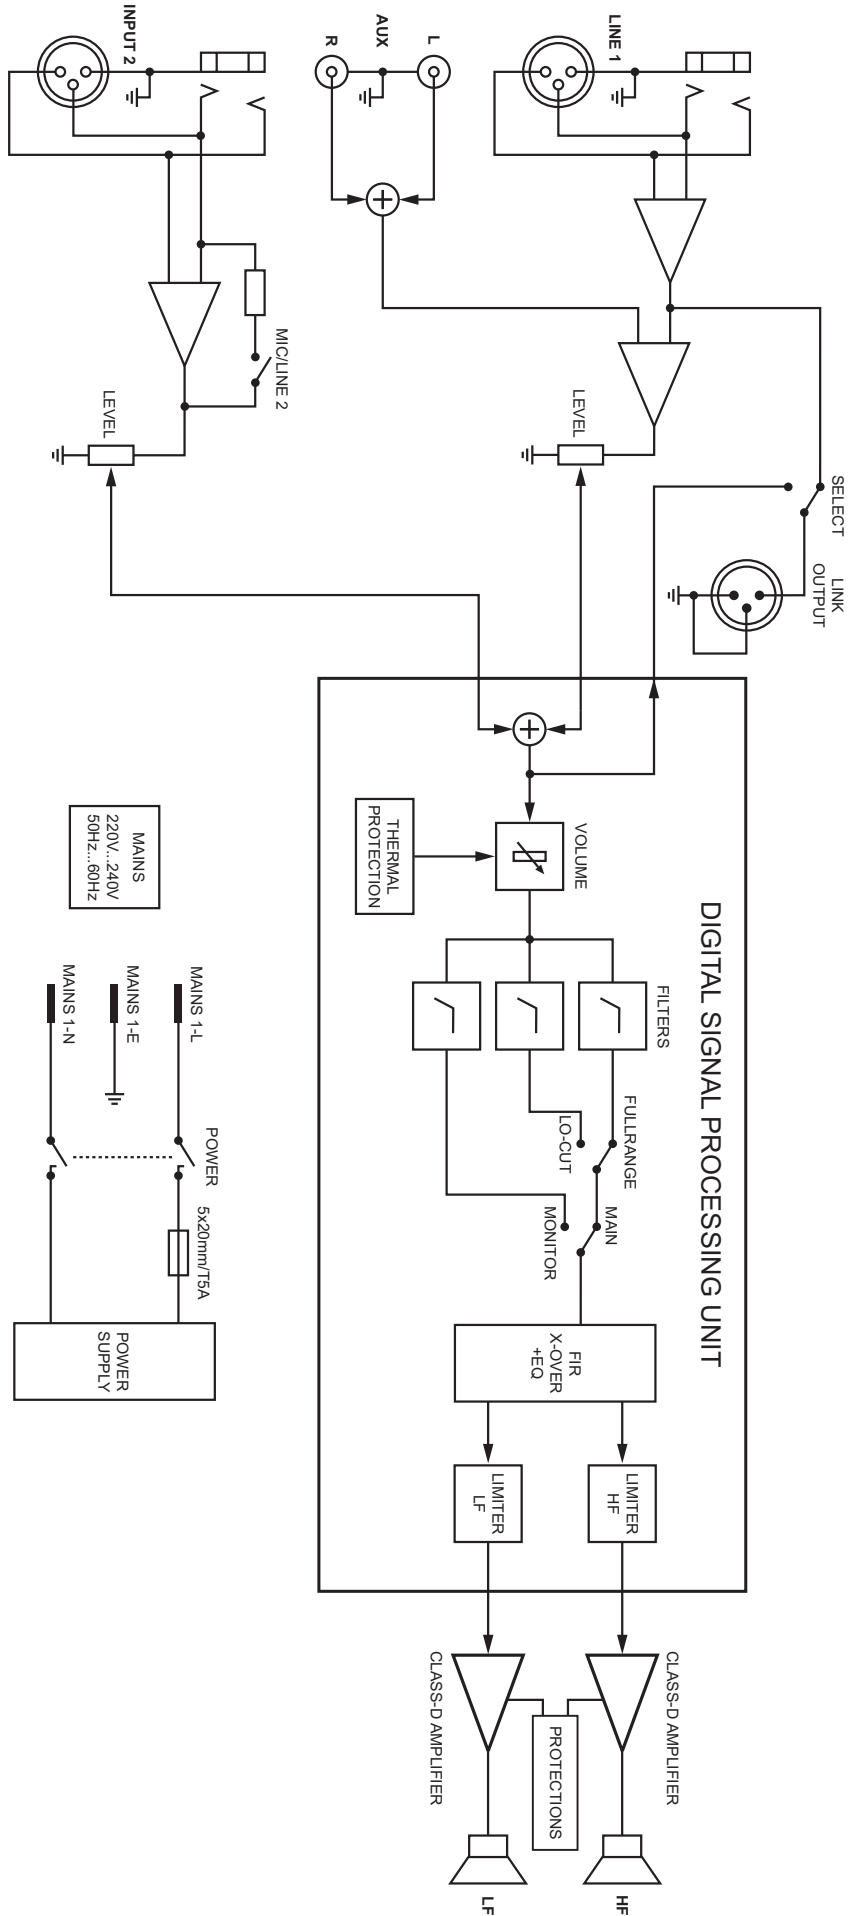 LINE 1
L
AUX
R
INPUT 2
MIC/LINE 2
LEVEL
LEVEL
SELECT
LINK
OUTPUT
DIGITAL SIGNAL PROCESSING UNIT
VOLUME
THERMAL
PROTECTION
FILTERS
FULLRANGE
LO-CUT
MAIN
MONITOR
FIR
X-OVER
+EQ
LIMITER
HF
LIMITER
LF
CLASS-D AMPLIFIER
CLASS-D AMPLIFIER
PROTECTIONS
HF
LF
MAINS
220V...240V
50Hz...60Hz
MAINS 1-L
MAINS 1-E
MAINS 1-N
POWER
5x20mm/T5A
POWER
SUPPLY